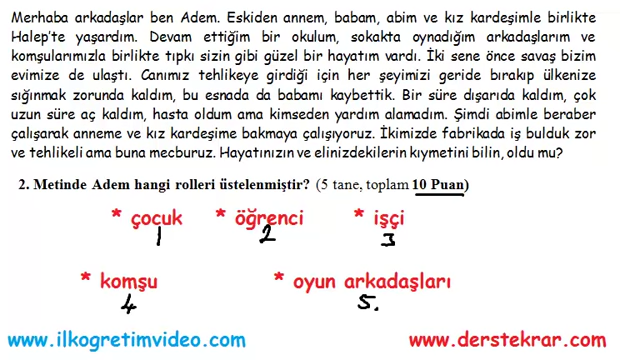 Merhaba arkadaşlar ben Adem. Eskiden annem, babam, abim ve kız kardeşimle birlikte
Halep'te yaşardım. Devam ettiğim bir okulum, sokakta oynadığım arkadaşlarım ve
komşularımızla birlikte tıpkı sizin gibi güzel bir hayatım vardı. İki sene önce savaş bizim
evimize de ulaştı. Canımız tehlikeye girdiği için her şeyimizi geride bırakıp ülkenize
sığınmak zorunda kaldım, bu esnada da babamı kaybettik. Bir süre dışarıda kaldım, çok
uzun süre aç kaldım, hasta oldum ama kimseden yardım alamadım. Şimdi abimle beraber
çalışarak anneme ve kız kardeşime bakmaya çalışıyoruz. İkimizde fabrikada iş bulduk zor
ve tehlikeli ama buna mecburuz. Hayatınızın ve elinizdekilerin kıymetini bilin, oldu mu?
2. Metinde Adem hangi rolleri üstelenmiştir? (5 tane, toplam 10 Puan)
* çocuk * öğrenci * işçi
1 2 3
* komşu * oyun arkadaşları
4 5.
www.ilkogretimvideo.com www.derstekrar.com